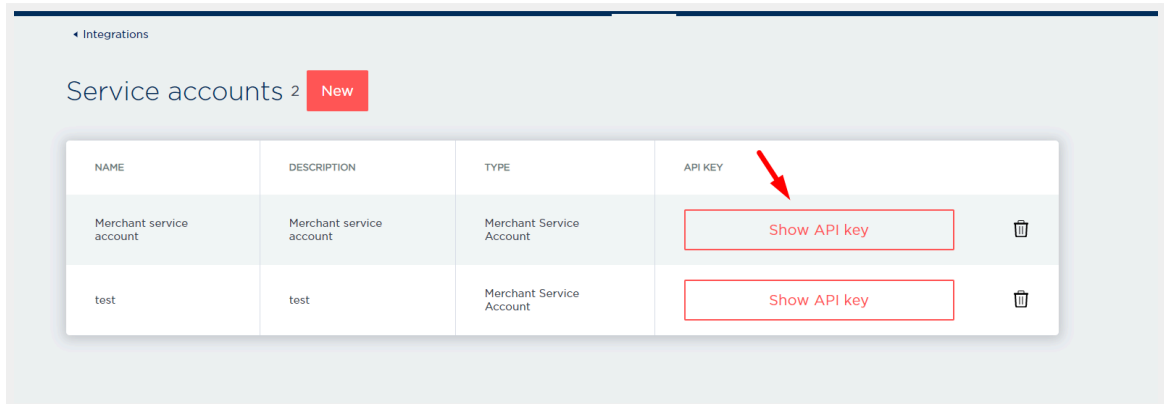 Integrations
Service accounts 2 New
NAME DESCRIPTION TYPE API KEY
Merchant service Merchant service Merchant Service
account account Account
Show API key
test test Merchant Service
Account
Show API key